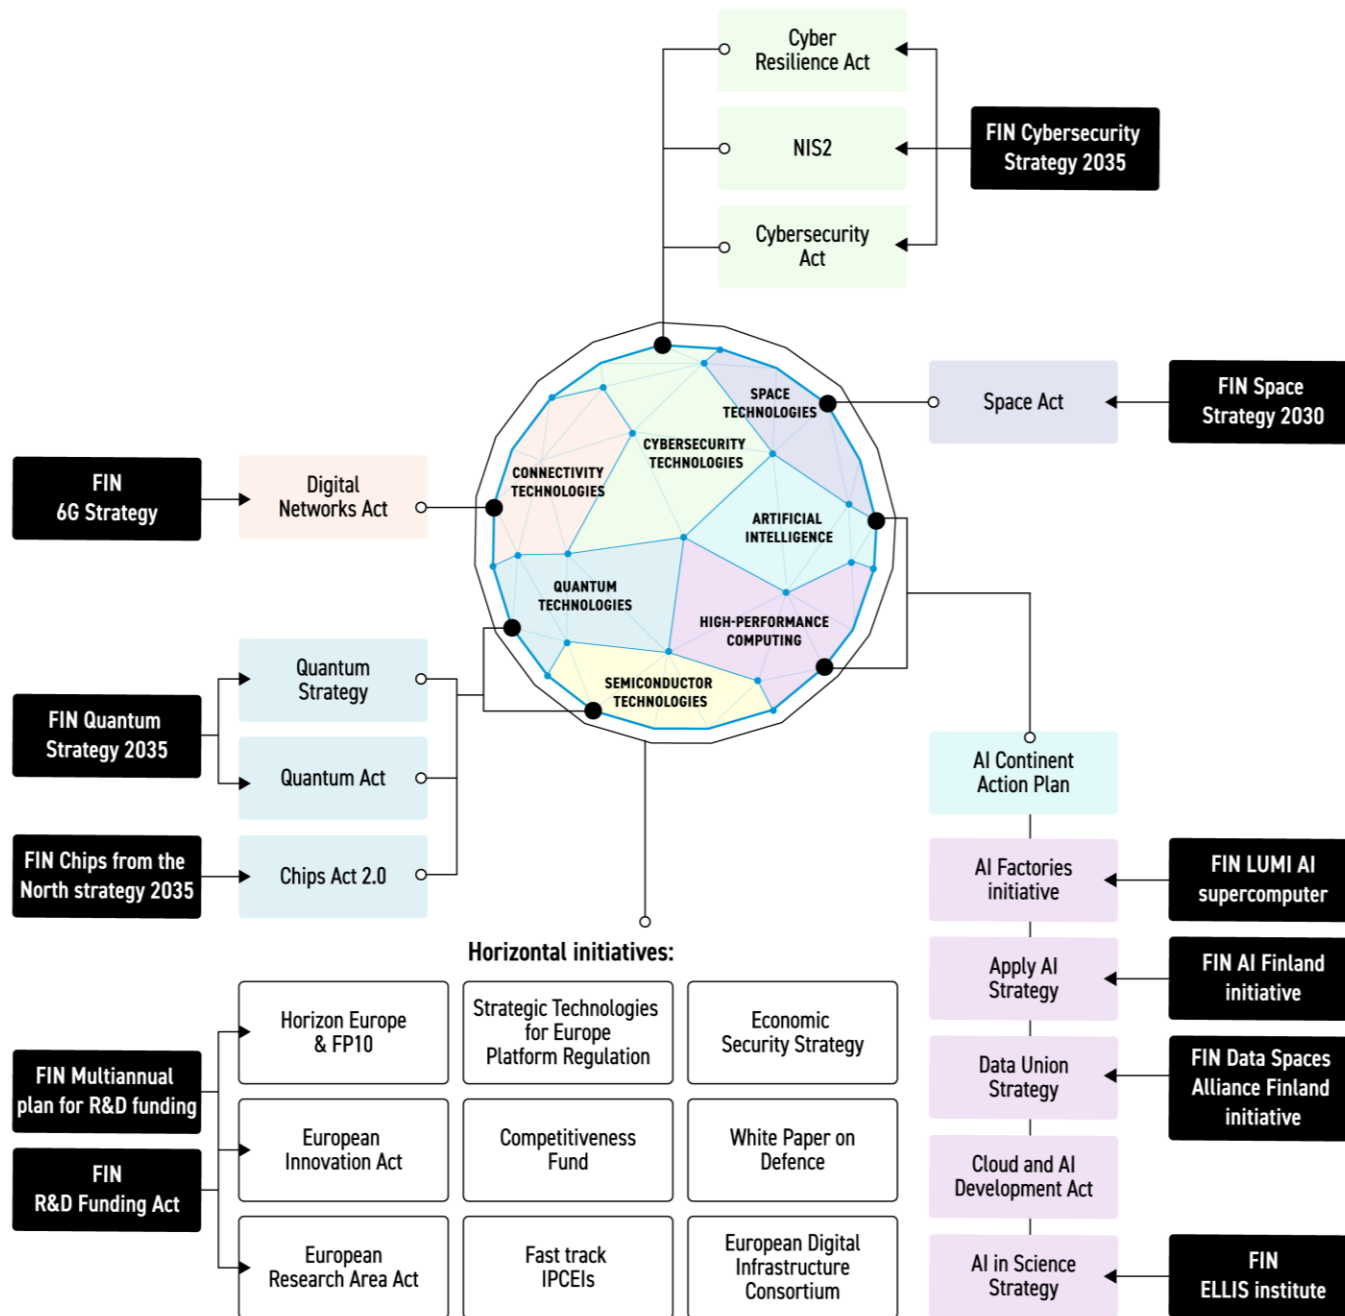 Cyber
Resilience Act
NIS2
FIN Cybersecurity
Strategy 2035
Cybersecurity
Act
SPACE
TECHNOLOGIES
Space Act
FIN Space
Strategy 2030
CYBERSECURITY
TECHNOLOGIES
CONNECTIVITY
TECHNOLOGIES
FIN
6G Strategy
Digital
Networks Act
ARTIFICIAL
INTELLIGENCE
QUANTUM
TECHNOLOGIES
HIGH-PERFORMANCE
COMPUTING
SEMICONDUCTOR
TECHNOLOGIES
FIN Quantum
Strategy 2035
Quantum
Strategy
Quantum Act
FIN Chips from the
North strategy 2035
Chips Act 2.0
AI Continent
Action Plan
AI Factories
initiative
FIN LUMI AI
supercomputer
Apply AI
Strategy
FIN AI Finland
initiative
Data Union
Strategy
FIN Data Spaces
Alliance Finland
initiative
Cloud and AI
Development Act
AI in Science
Strategy
FIN
ELLIS institute
Horizontal initiatives:
FIN Multiannual
plan for R&D funding
FIN
R&D Funding Act
Horizon Europe
& FP10
Strategic Technologies
for Europe
Platform Regulation
Economic
Security Strategy
European
Innovation Act
Competitiveness
Fund
White Paper on
Defence
European
Research Area Act
Fast track
IPCEIs
European Digital
Infrastructure
Consortium